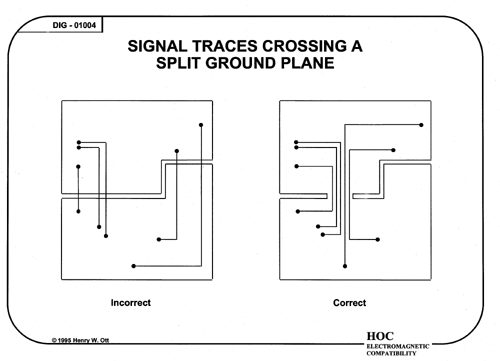 DIG - 01004
SIGNAL TRACES CROSSING A
SPLIT GROUND PLANE
Incorrect
Correct
© 1995 Henry W. Ott
HOC
ELECTROMAGNETIC
COMPATIBILITY